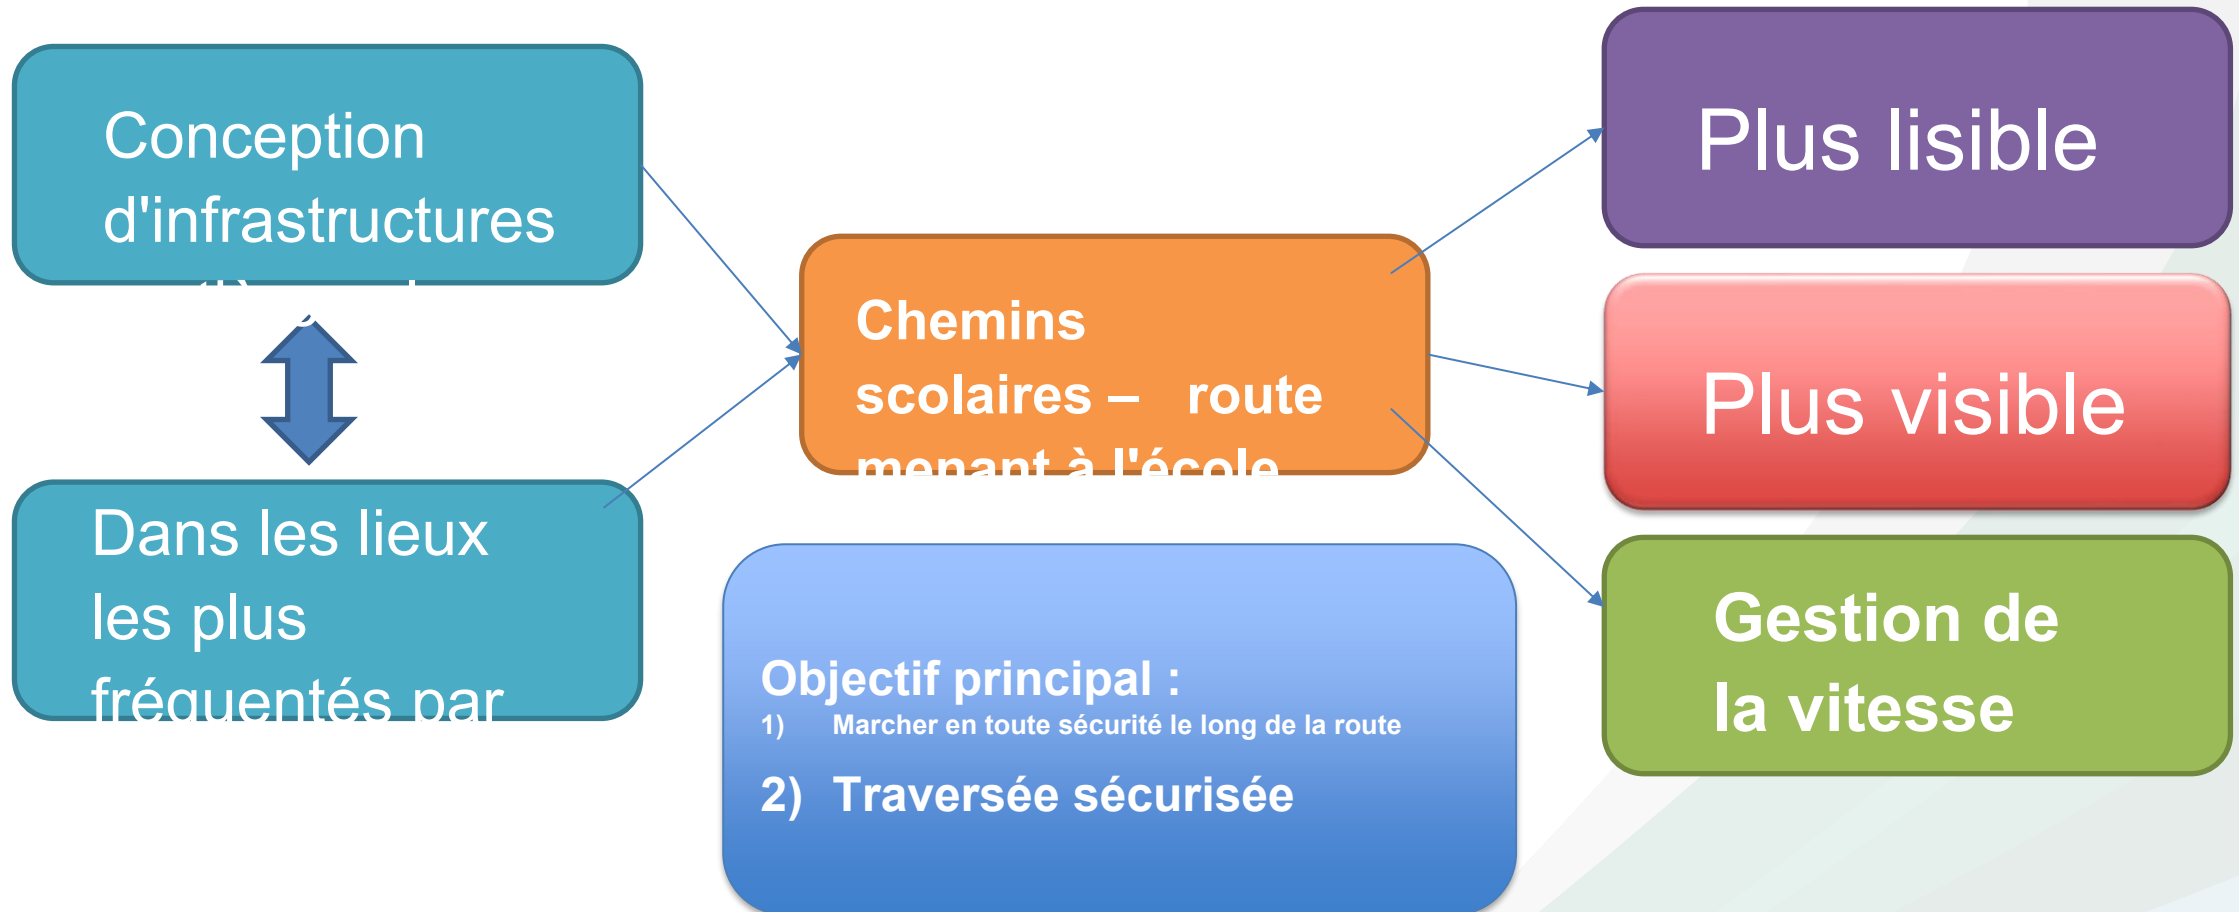 Conception
d'infrastructures
Dans les lieux
les plus
fréquentés par
Chemins
scolaires – route
menant à l'école
Objectif principal :
1) Marcher en toute sécurité le long de la route
2) Traversée sécurisée
Plus lisible
Plus visible
Gestion de
la vitesse